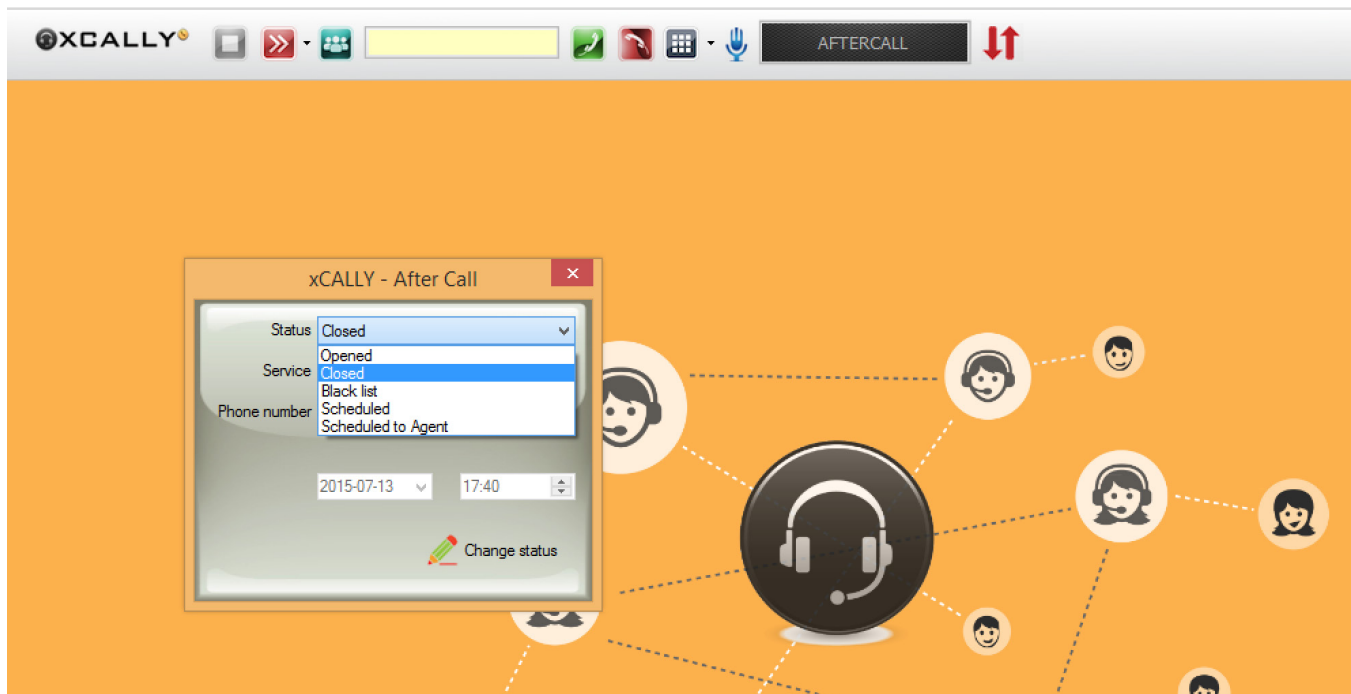 XCALLY
AFTERCALL
xCALLY - After Call
Status Closed
Opened
Service Closed
Black list
Phone number Scheduled
Scheduled to Agent
2015-07-13 17:40
Change status